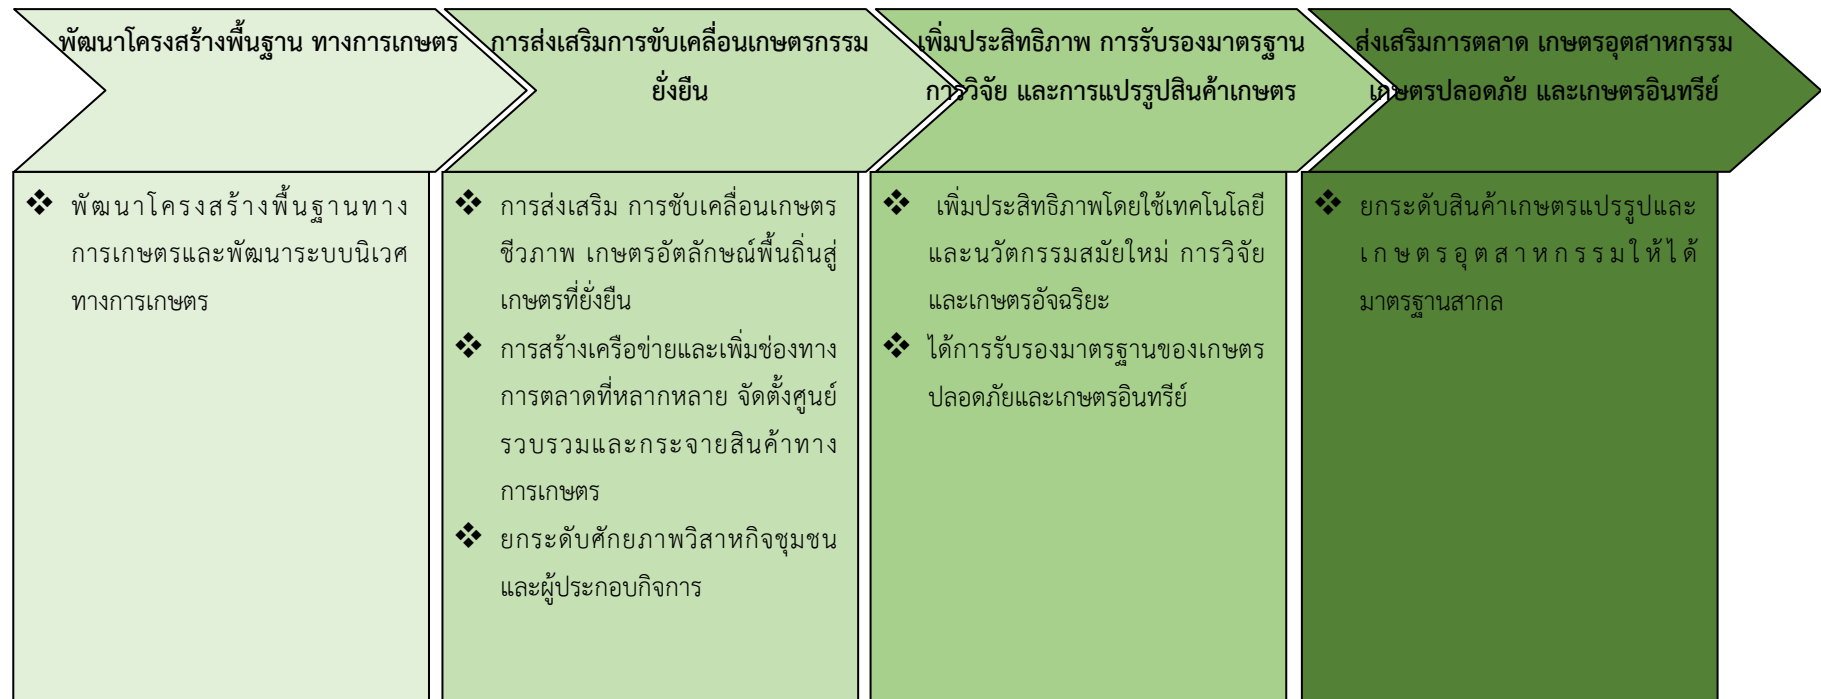 พัฒนาโครงสร้างพื้นฐาน ทางการเกษตร
การส่งเสริมการขับเคลื่อนเกษตรกรรม
ยั่งยืน
เพิ่มประสิทธิภาพ การรับรองมาตรฐาน
การวิจัย และการแปรรูปสินค้าเกษตร
ส่งเสริมการตลาด เกษตรอุตสาหกรรม
เกษตรปลอดภัย และเกษตรอินทรีย์
❖ พัฒนาโครงสร้างพื้นฐานทาง
การเกษตรและพัฒนาระบบนิเวศ
ทางการเกษตร
❖ การส่งเสริม การชับเคลื่อนเกษตร
ชีวภาพ เกษตรอัตลักษณ์พื้นถิ่นสู่
เกษตรที่ยั่งยืน
❖ การสร้างเครือข่ายและเพิ่มช่องทาง
การตลาดที่หลากหลาย จัดตั้งศูนย์
รวบรวมและกระจายสินค้าทาง
การเกษตร
❖ ยกระดับศักยภาพวิสาหกิจชุมชน
และผู้ประกอบกิจการ
❖ เพิ่มประสิทธิภาพโดยใช้เทคโนโลยี
และนวัตกรรมสมัยใหม่ การวิจัย
และเกษตรอัจฉริยะ
❖ ได้การรับรองมาตรฐานของเกษตร
ปลอดภัยและเกษตรอินทรีย์
❖ ยกระดับสินค้าเกษตรแปรรูปและ
เกษตรอุตสาหกรรมให้ได้
มาตรฐานสากล